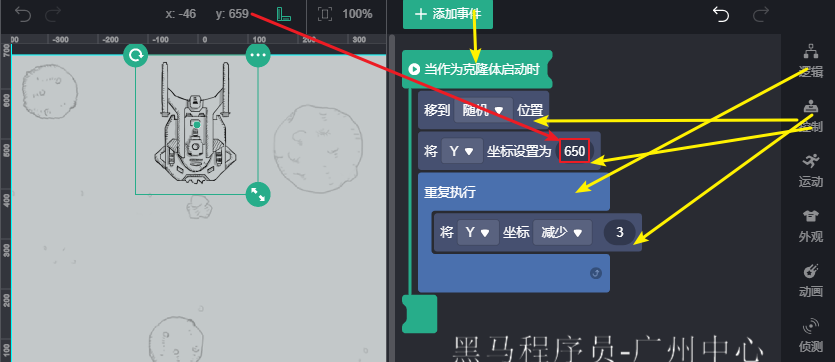 x: -46 y: 659 100%
+ 添加事件
-300 -200 -100 0 100 200 300
700
600
500
400
300
200
100
当作为克隆体启动时
移到 随机 位置
将 Y 坐标设置为 650
重复执行
将 Y 坐标 减少 3
逻辑
控制
运动
外观
动画
侦测
黑马程序员-广州中心